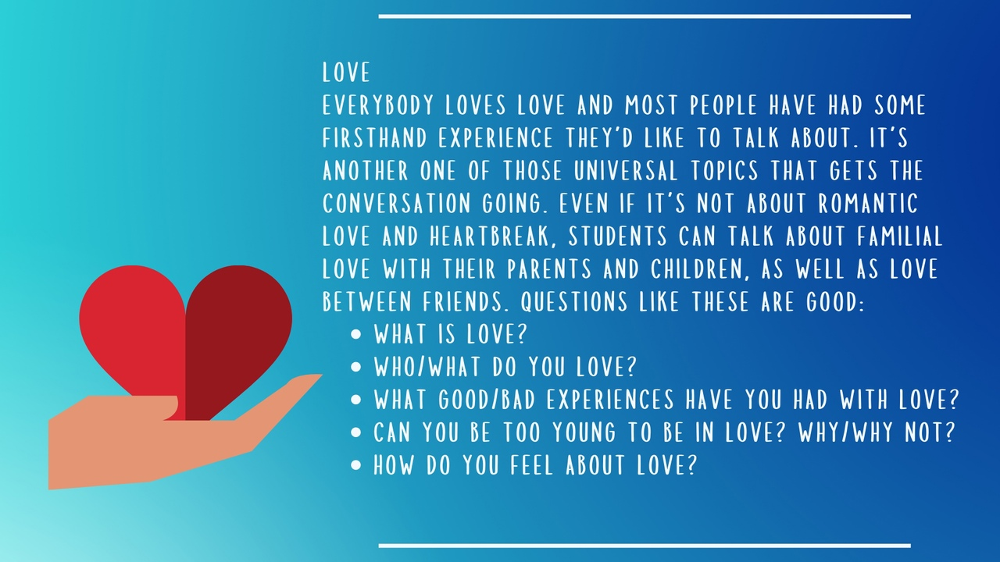 LOVE
EVERYBODY LOVES LOVE AND MOST PEOPLE HAVE HAD SOME
FIRSTHAND EXPERIENCE THEY'D LIKE TO TALK ABOUT. IT'S
ANOTHER ONE OF THOSE UNIVERSAL TOPICS THAT GETS THE
CONVERSATION GOING. EVEN IF IT'S NOT ABOUT ROMANTIC
LOVE AND HEARTBREAK, STUDENTS CAN TALK ABOUT FAMILIAL
LOVE WITH THEIR PARENTS AND CHILDREN, AS WELL AS LOVE
BETWEEN FRIENDS. QUESTIONS LIKE THESE ARE GOOD:
• WHAT IS LOVE?
• WHO/WHAT DO YOU LOVE?
• WHAT GOOD/BAD EXPERIENCES HAVE YOU HAD WITH LOVE?
• CAN YOU BE TOO YOUNG TO BE IN LOVE? WHY/WHY NOT?
• HOW DO YOU FEEL ABOUT LOVE?